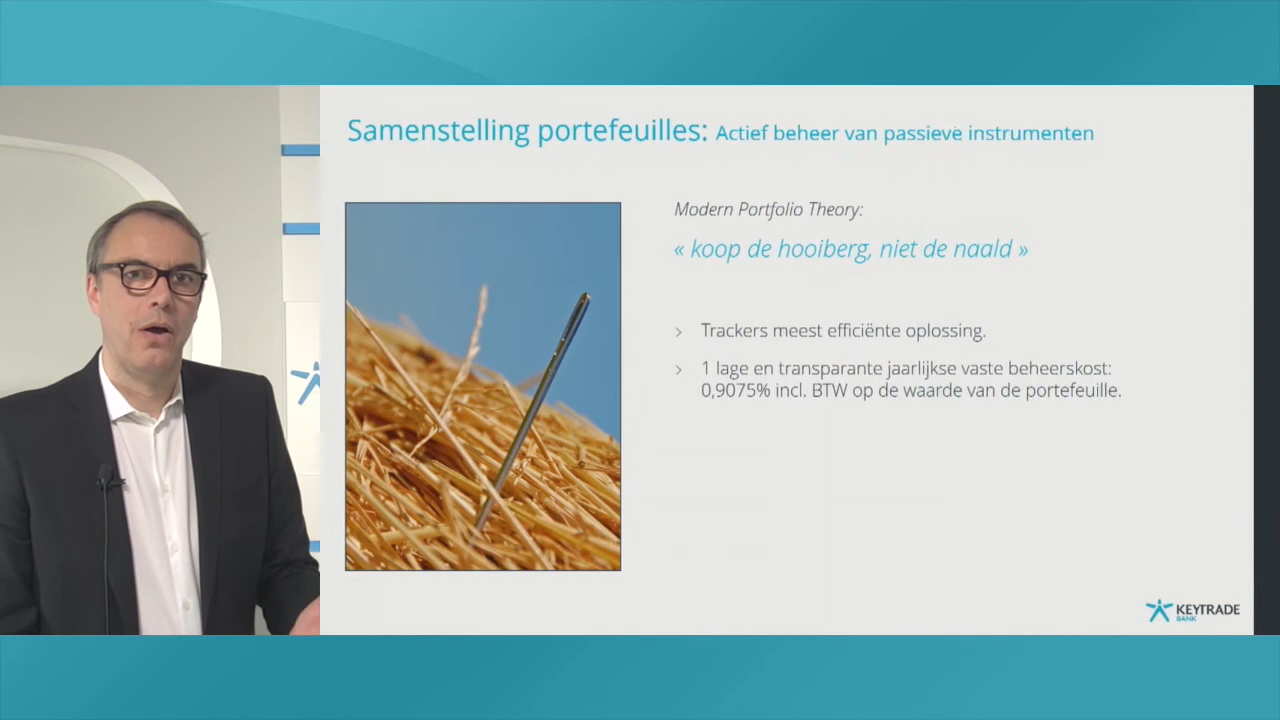 Samenstelling portefeuilles: Actief beheer van passieve instrumenten
Modern Portfolio Theory:
« koop de hooiberg, niet de naald »
› Trackers meest efficiënte oplossing.
› 1 lage en transparante jaarlijkse vaste beheerskost:
0,9075% incl. BTW op de waarde van de portefeuille.
KEYTRADE
BANK